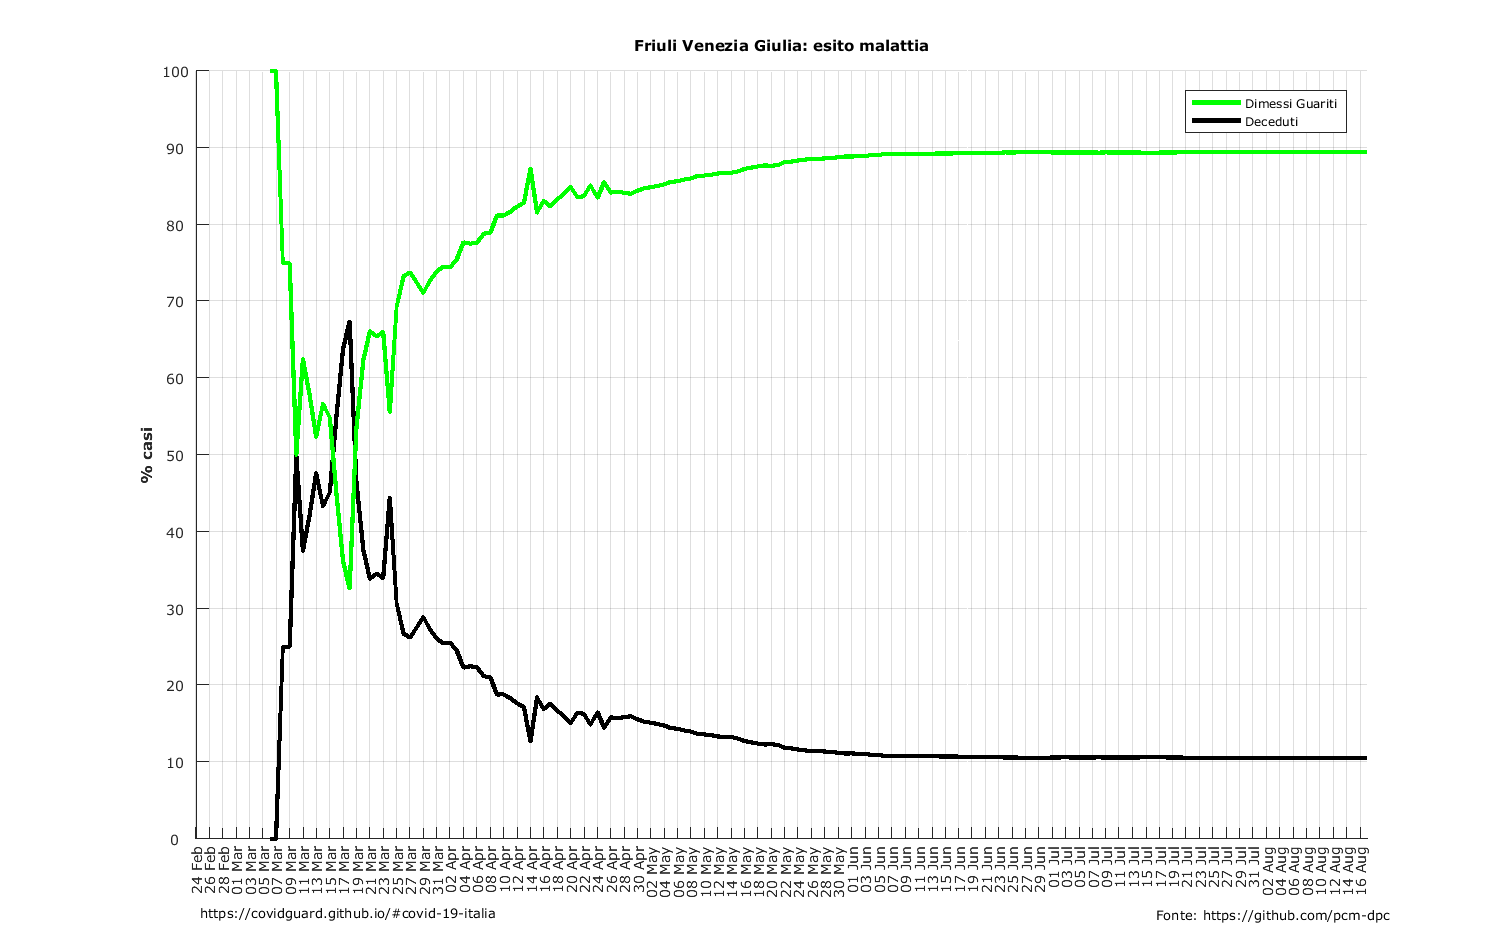 Friuli Venezia Giulia: esito malattia
100
90
80
70
60
50
40
30
20
10
0
% casi
Dimessi Guariti
Deceduti
24 Feb
26 Feb
28 Feb
01 Mar
03 Mar
05 Mar
07 Mar
09 Mar
11 Mar
13 Mar
15 Mar
17 Mar
19 Mar
21 Mar
23 Mar
25 Mar
27 Mar
29 Mar
31 Mar
02 Apr
04 Apr
06 Apr
08 Apr
10 Apr
12 Apr
14 Apr
16 Apr
18 Apr
20 Apr
22 Apr
24 Apr
26 Apr
28 Apr
30 Apr
02 May
04 May
06 May
08 May
10 May
12 May
14 May
16 May
18 May
20 May
22 May
24 May
26 May
28 May
30 May
01 Jun
03 Jun
05 Jun
07 Jun
09 Jun
11 Jun
13 Jun
15 Jun
17 Jun
19 Jun
21 Jun
23 Jun
25 Jun
27 Jun
29 Jun
01 Jul
03 Jul
05 Jul
07 Jul
09 Jul
11 Jul
13 Jul
15 Jul
17 Jul
19 Jul
21 Jul
23 Jul
25 Jul
27 Jul
29 Jul
31 Jul
02 Aug
04 Aug
06 Aug
08 Aug
10 Aug
12 Aug
14 Aug
16 Aug
https://covidguard.github.io/#covid-19-italia
Fonte: https://github.com/pcm-dpc